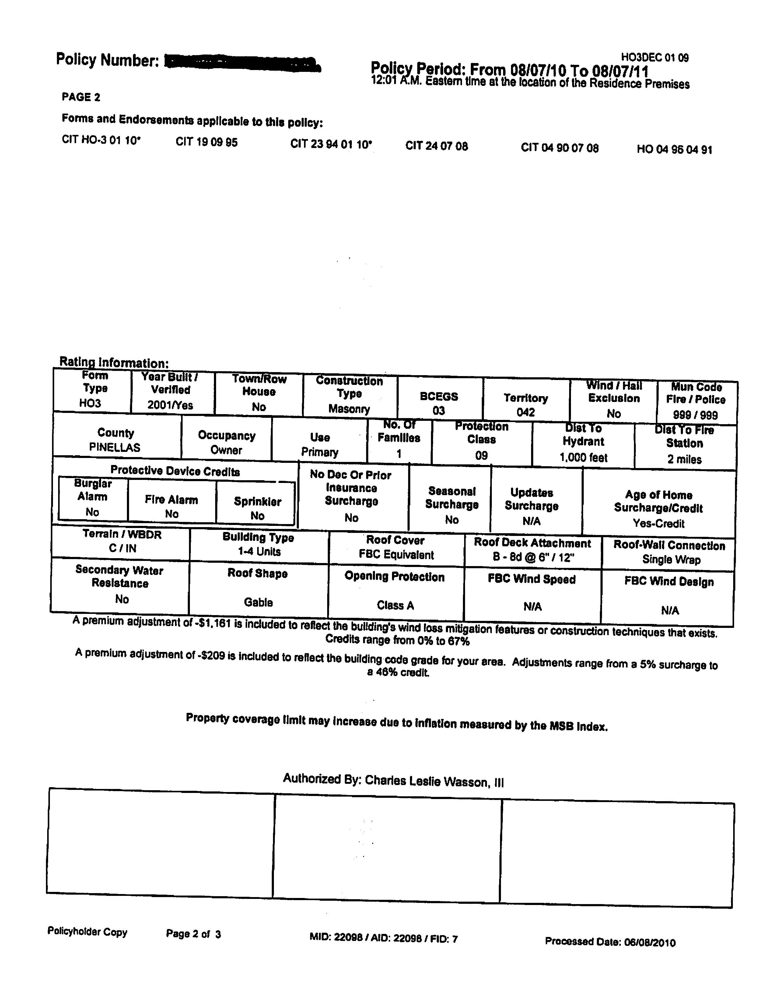 HO3DEC 01 09
Policy Number:
Policy Period: From 08/07/10 To 08/07/11
12:01 A.M. Eastern time at the location of the Residence Premises
PAGE 2
Forms and Endorsements applicable to this policy:
CIT HO-3 01 10* CIT 19 09 95 CIT 23 94 01 10* CIT 24 07 08 CIT 04 90 07 08 HO 04 96 04 91
Rating Information:
Form Type HO3
Year Built / Verified 2001/Yes
Town/Row House No
Construction Type Masonry
BCEGS 03
Territory 042
Wind / Hail Exclusion No
Mun Code Fire / Police 999 / 999
County PINELLAS
Occupancy Owner
Use Primary
No. Of Families 1
Protection Class 09
Dist To Hydrant 1,000 feet
Dist To Fire Station 2 miles
Protective Device Credits
Burglar Alarm No
Fire Alarm No
Sprinkler No
No Dec Or Prior Insurance Surcharge No
Seasonal Surcharge No
Updates Surcharge N/A
Age of Home Surcharge/Credit Yes-Credit
Terrain / WBDR C / IN
Building Type 1-4 Units
Roof Cover FBC Equivalent
Roof Deck Attachment B - 8d @ 6" / 12"
Roof-Wall Connection Single Wrap
Secondary Water Resistance No
Roof Shape Gable
Opening Protection Class A
FBC Wind Speed N/A
FBC Wind Design N/A
A premium adjustment of -$1,161 is included to reflect the building's wind loss mitigation features or construction techniques that exists.
Credits range from 0% to 67%
A premium adjustment of -$209 is included to reflect the building code grade for your area. Adjustments range from a 5% surcharge to
a 46% credit.
Property coverage limit may increase due to inflation measured by the MSB Index.
Authorized By: Charles Leslie Wasson, III
Policyholder Copy Page 2 of 3 MID: 22098 / AID: 22098 / FID: 7 Processed Date: 06/08/2010